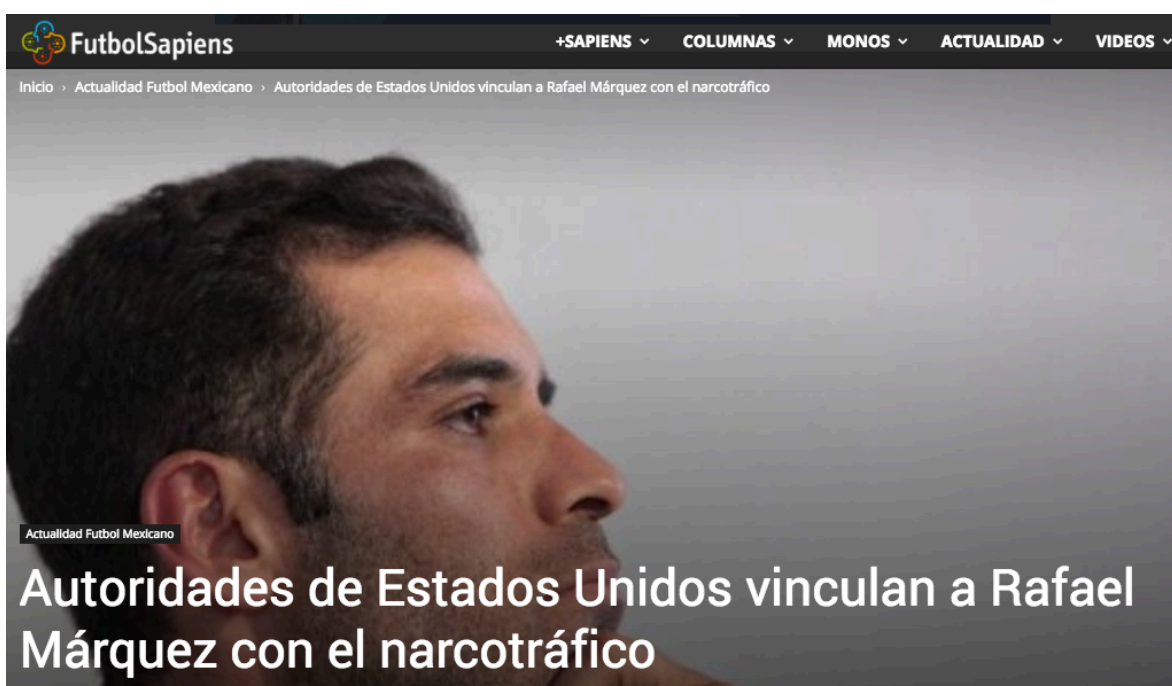 FutbolSapiens
+SAPIENS
COLUMNAS
MONOS
ACTUALIDAD
VIDEOS
Inicio › Actualidad Futbol Mexicano › Autoridades de Estados Unidos vinculan a Rafael Márquez con el narcotráfico
Actualidad Futbol Mexicano
Autoridades de Estados Unidos vinculan a Rafael
Márquez con el narcotráfico